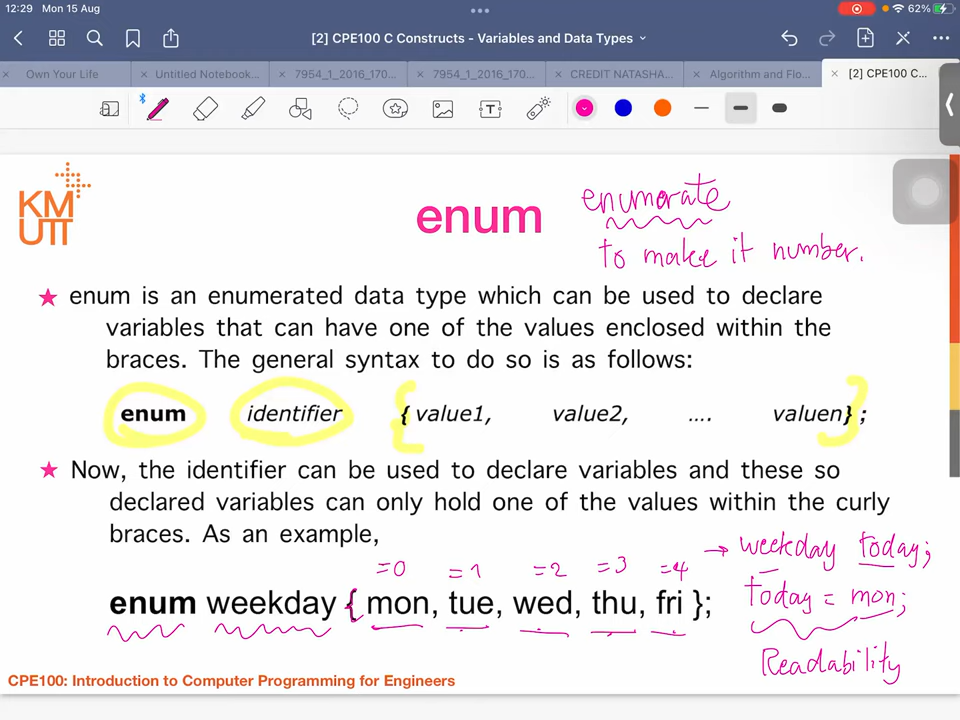 12:29 Mon 15 Aug
62%
[2] CPE100 C Constructs - Variables and Data Types
Own Your Life
Untitled Notebook...
7954_1_2016_170...
7954_1_2016_170...
CREDIT NATASHA...
Algorithm and Flo...
[2] CPE100 C...
KM
UTT
enum
enumerate
to make it number.
enum is an enumerated data type which can be used to declare
variables that can have one of the values enclosed within the
braces. The general syntax to do so is as follows:
enum identifier { value1, value2, .... valuen} ;
Now, the identifier can be used to declare variables and these so
declared variables can only hold one of the values within the curly
braces. As an example,
=0 =1 =2 =3 =4
enum weekday { mon, tue, wed, thu, fri };
→ weekday today;
today = mon;
Readability
CPE100: Introduction to Computer Programming for Engineers